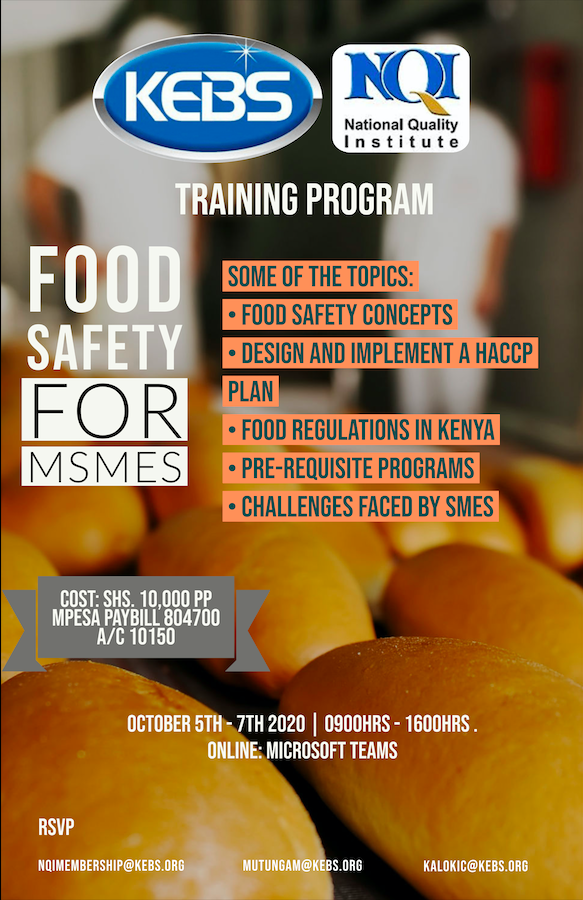 KEBS
NQI
National Quality
Institute
TRAINING PROGRAM
FOOD
SAFETY
FOR
MSMES
SOME OF THE TOPICS:
• FOOD SAFETY CONCEPTS
• DESIGN AND IMPLEMENT A HACCP
PLAN
• FOOD REGULATIONS IN KENYA
• PRE-REQUISITE PROGRAMS
• CHALLENGES FACED BY SMES
COST: SHS. 10,000 PP
MPESA PAYBILL 804700
A/C 10150
OCTOBER 5TH - 7TH 2020 | 0900HRS - 1600HRS .
ONLINE: MICROSOFT TEAMS
RSVP
NQIMEMBERSHIP@KEBS.ORG MUTUNGAM@KEBS.ORG KALOKIC@KEBS.ORG